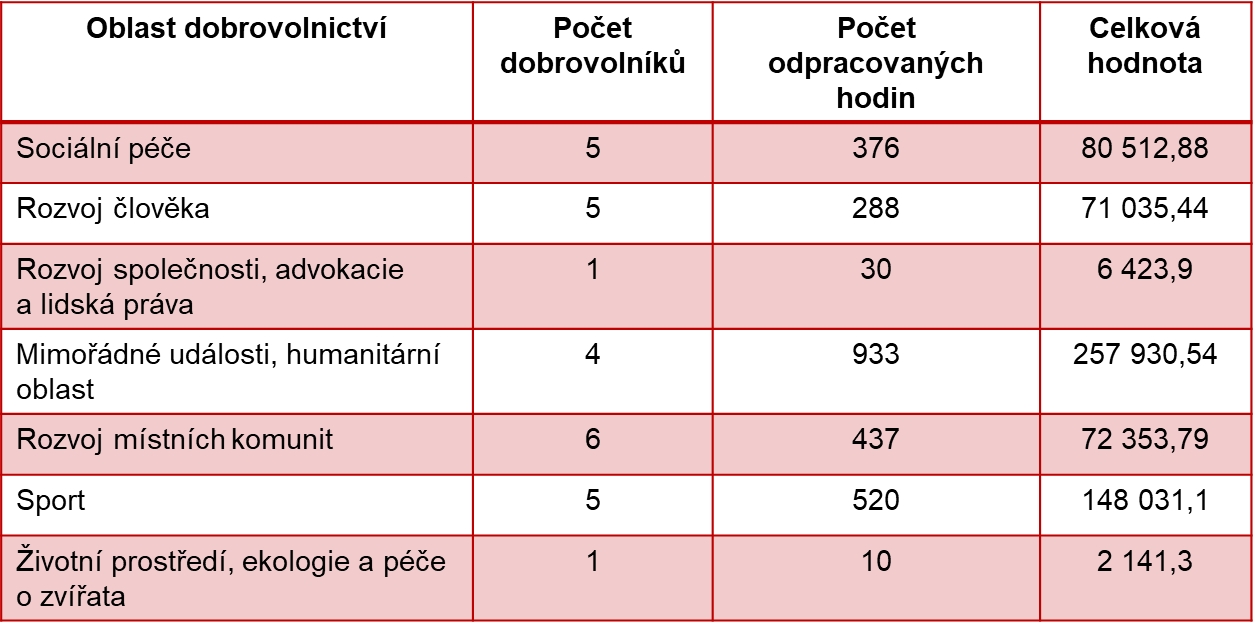 Oblast dobrovolnictví
Počet
dobrovolníků
Počet
odpracovaných
hodin
Celková
hodnota
Sociální péče 5 376 80 512,88
Rozvoj člověka 5 288 71 035,44
Rozvoj společnosti, advokacie
a lidská práva
1 30 6 423,9
Mimořádné události, humanitární
oblast
4 933 257 930,54
Rozvoj místních komunit 6 437 72 353,79
Sport 5 520 148 031,1
Životní prostředí, ekologie a péče
o zvířata
1 10 2 141,3